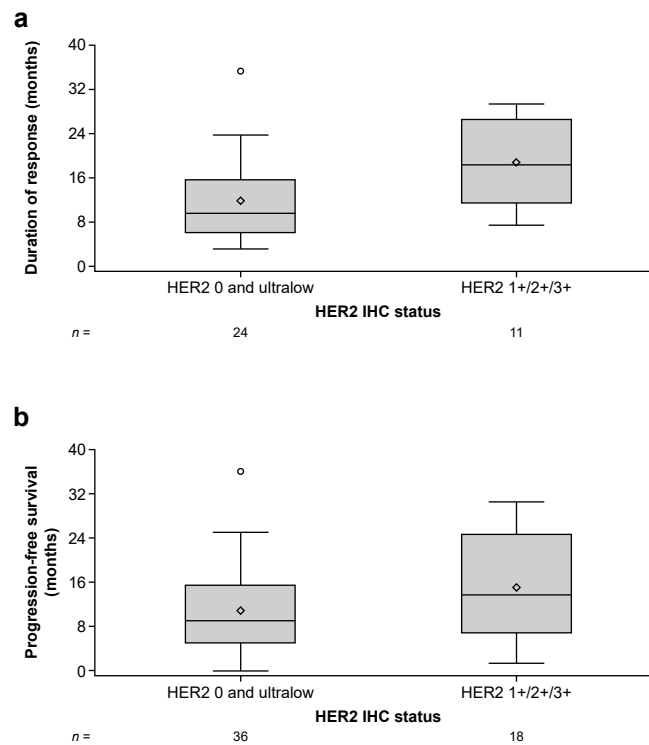 a
Duration of response (months)
40
32
24
16
8
0
HER2 0 and ultralow
HER2 1+/2+/3+
HER2 IHC status
n =
24
11
b
Progression-free survival
(months)
40
32
24
16
8
0
HER2 0 and ultralow
HER2 1+/2+/3+
HER2 IHC status
n =
36
18